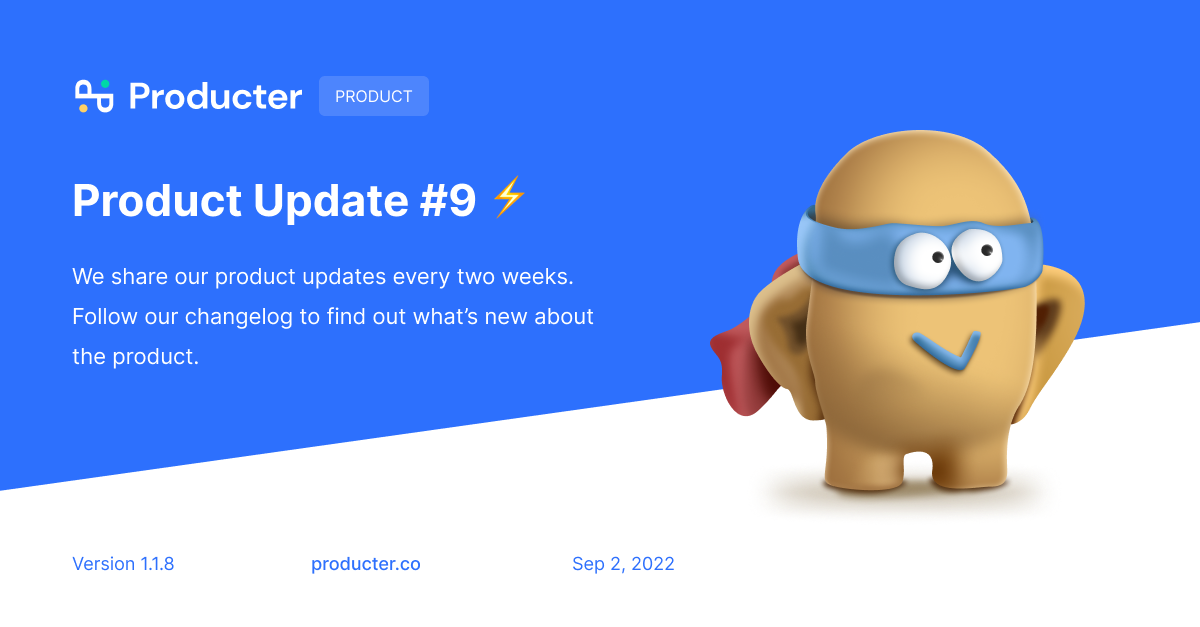 Producter
PRODUCT
Product Update #9 ⚡
We share our product updates every two weeks.
Follow our changelog to find out what’s new about
the product.
Version 1.1.8
producter.co
Sep 2, 2022